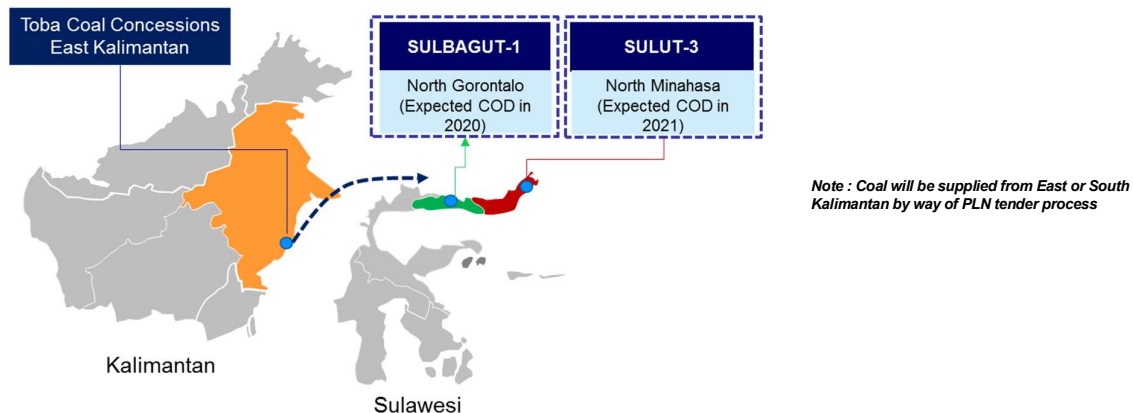 Toba Coal Concessions
East Kalimantan
SULBAGUT-1
North Gorontalo
(Expected COD in
2020)
SULUT-3
North Minahasa
(Expected COD in
2021)
Note : Coal will be supplied from East or South
Kalimantan by way of PLN tender process
Kalimantan
Sulawesi